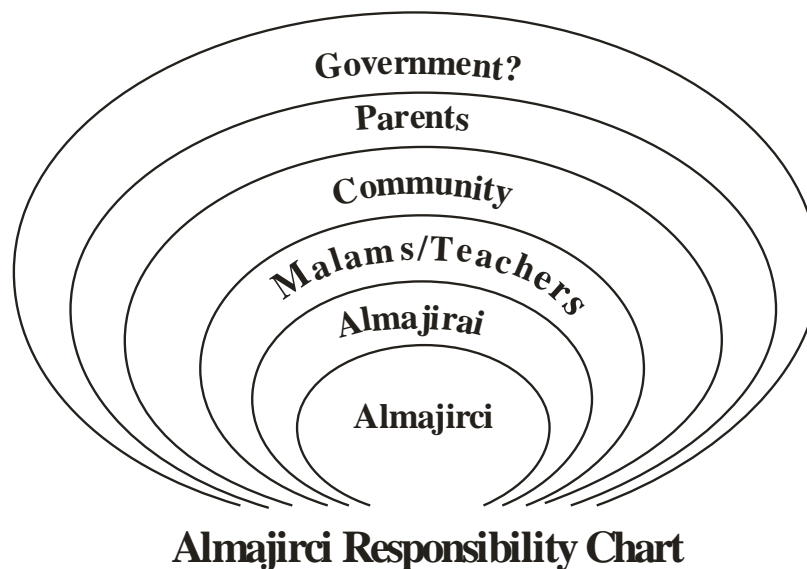 Government?
Parents
Community
Malams/Teachers
Almajirai
Almajirci
Almajirci Responsibility Chart